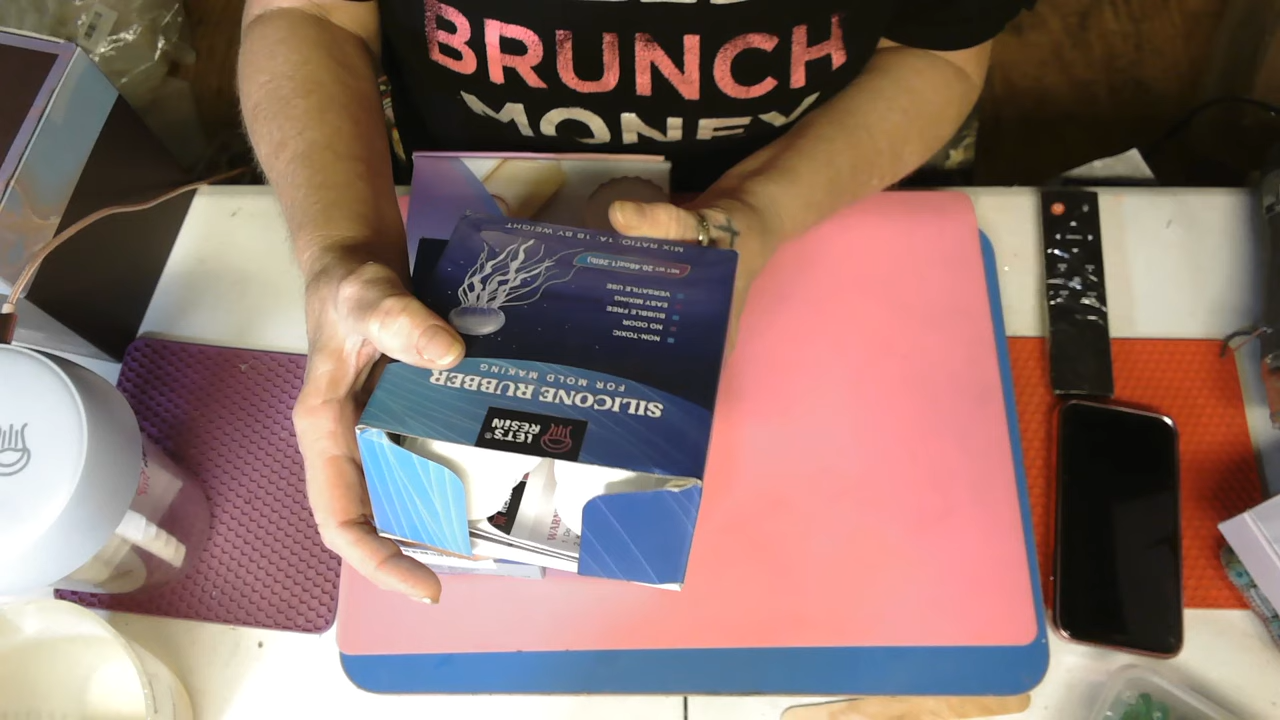 BRUNCH
MONEY
LET'S
RESiN®
SILICONE RUBBER
FOR MOLD MAKING
NON-TOXIC
NO ODOR
BUBBLE FREE
EASY MIXING
VERSATILE USE
NET WT 20.46oz(1.28lb)
MIX RATIO: 1A: 1B BY WEIGHT
WARN